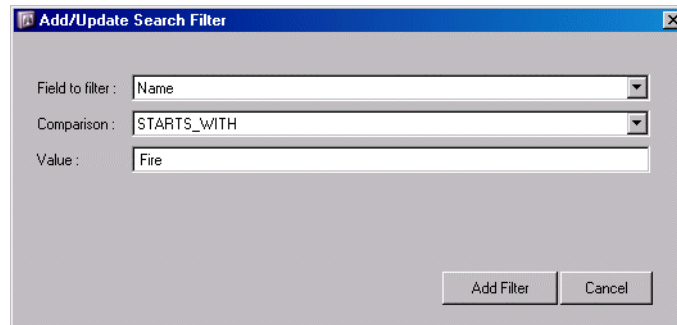 Add/Update Search Filter
Field to filter : Name
Comparison : STARTS_WITH
Value : Fire
Add Filter Cancel